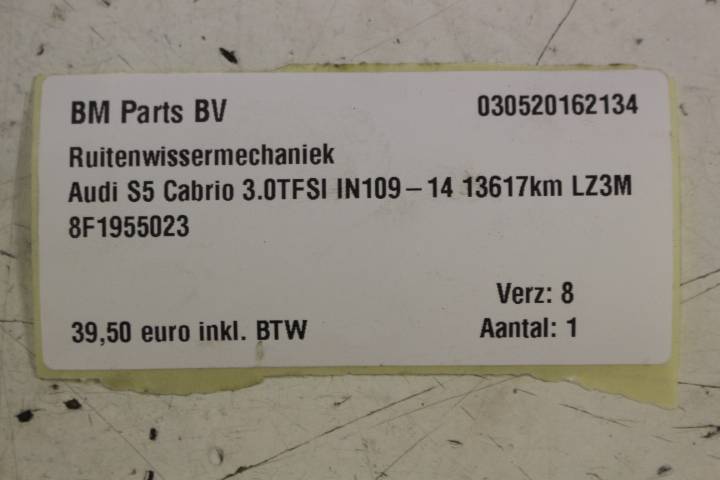 BM Parts BV 030520162134
Ruitenwissermechaniek
Audi S5 Cabrio 3.0TFSI IN109-14 13617km LZ3M
8F1955023
Verz: 8
39,50 euro inkl. BTW Aantal: 1